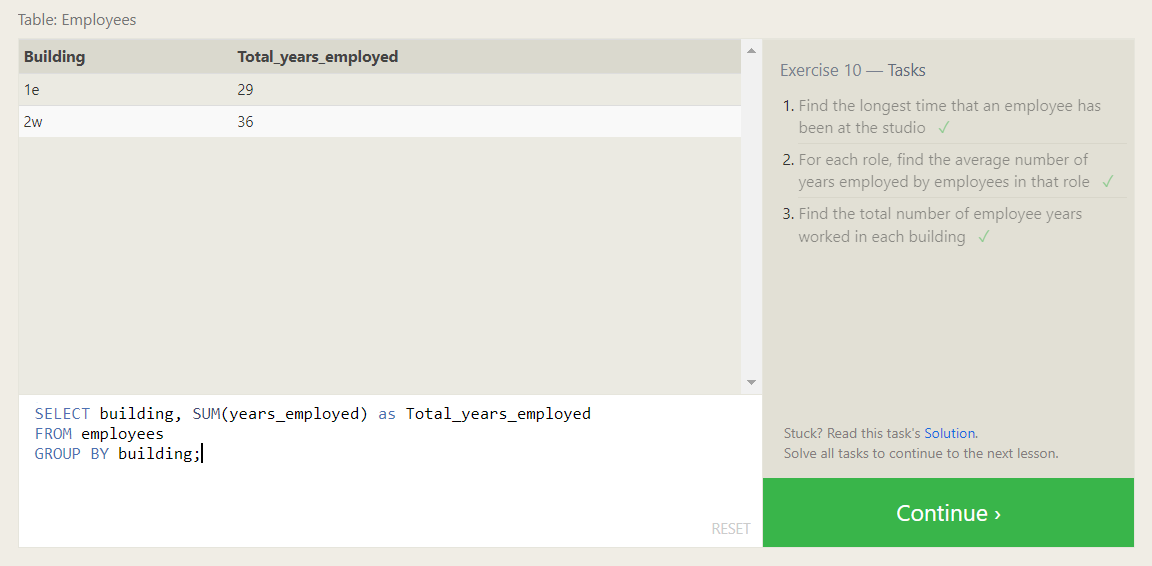 Table: Employees
Building Total_years_employed
1e 29
2w 36
SELECT building, SUM(years_employed) as Total_years_employed
FROM employees
GROUP BY building;
RESET
Exercise 10 — Tasks
1. Find the longest time that an employee has
been at the studio ✓
2. For each role, find the average number of
years employed by employees in that role ✓
3. Find the total number of employee years
worked in each building ✓
Stuck? Read this task's Solution.
Solve all tasks to continue to the next lesson.
Continue ›